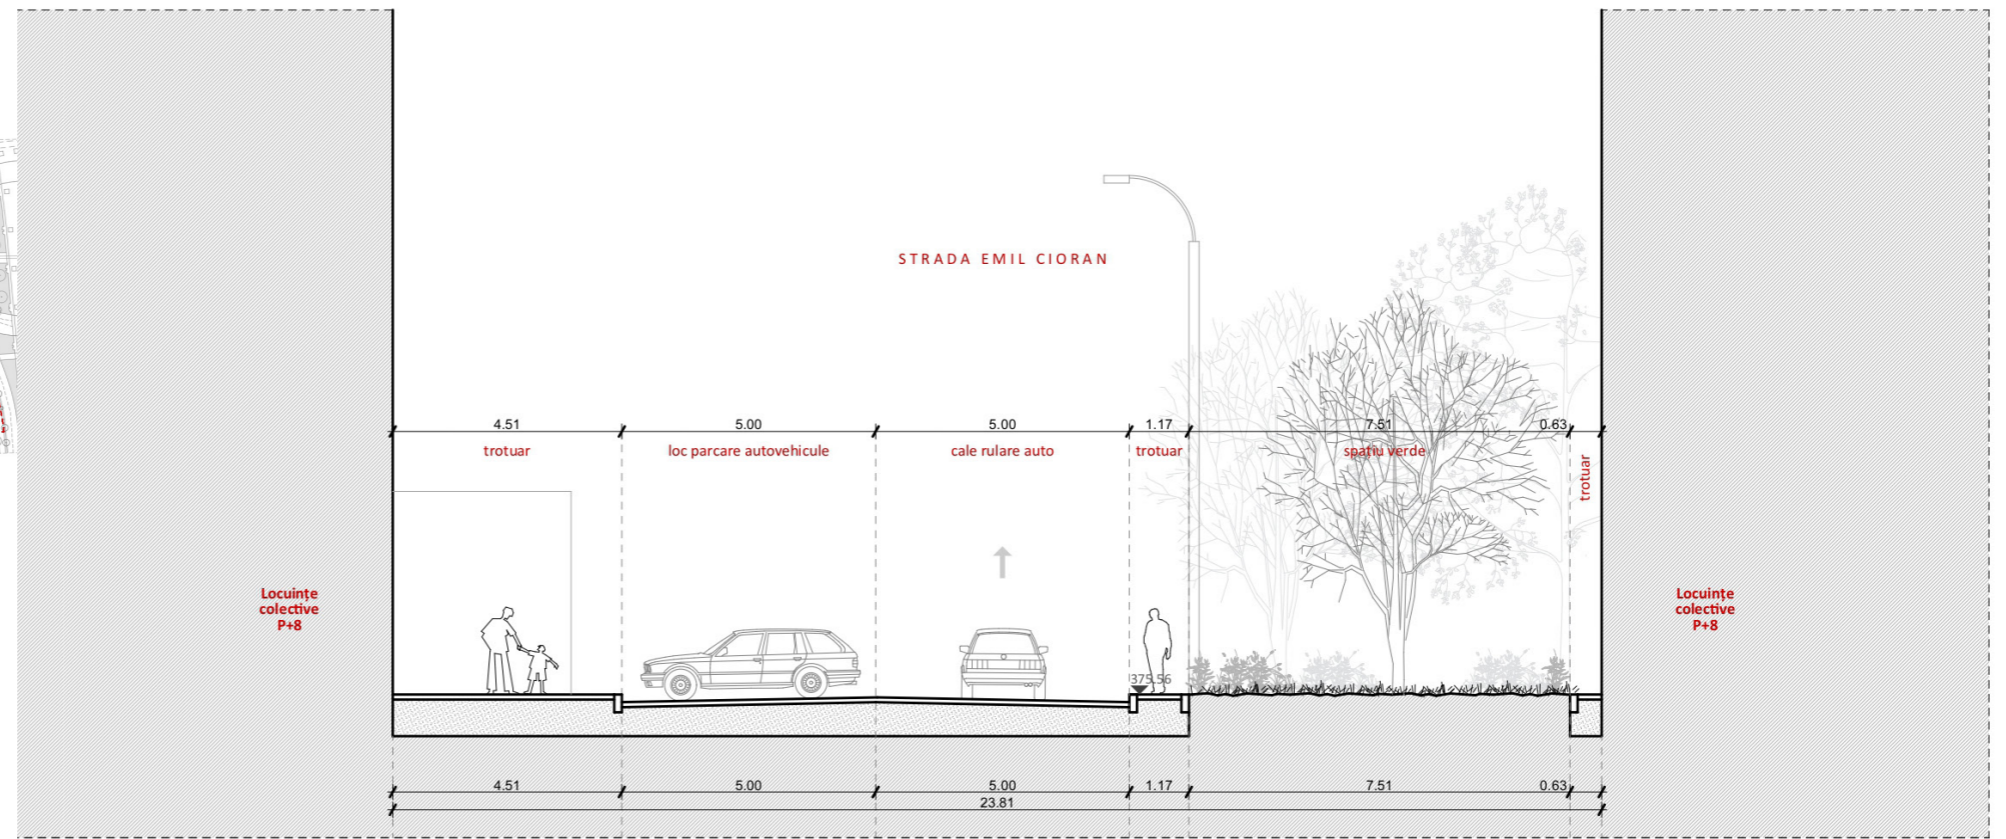 STRADA EMIL CIORAN
4.51 5.00 5.00 1.17 7.51 0.63
trotuar loc parcare autovehicule cale rulare auto trotuar spațiu verde
trotuar
Locuințe
colective
P+8
Locuințe
colective
P+8
375.56
4.51 5.00 5.00 1.17 7.51 0.63
23.81